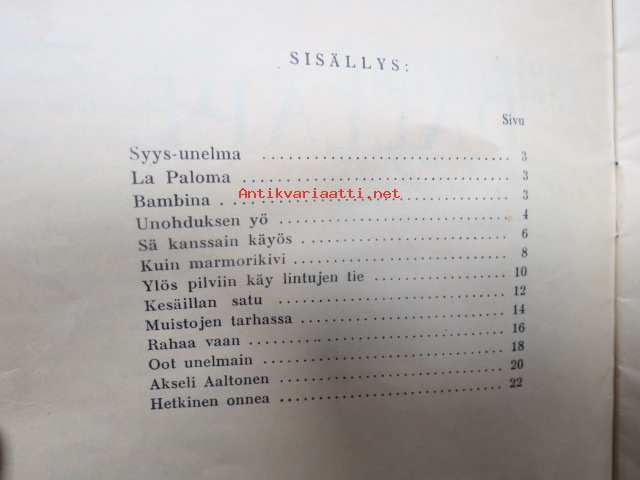 SISÄLLYS:
Sivu
Syys-unelma .................................. 3
La Paloma .................................. 3
Antikvariaatti.net
Bambina .................................. 3
Unohduksen yö .................................. 4
Sä kanssain käyös .................................. 6
Kuin marmorikivi .................................. 8
Ylös pilviin käy lintujen tie .................................. 10
Kesäillan satu .................................. 12
Muistojen tarhassa .................................. 14
Rahaa vaan .................................. 16
Oot unelmain .................................. 18
Akseli Aaltonen .................................. 20
Hetkinen onnea .................................. 22